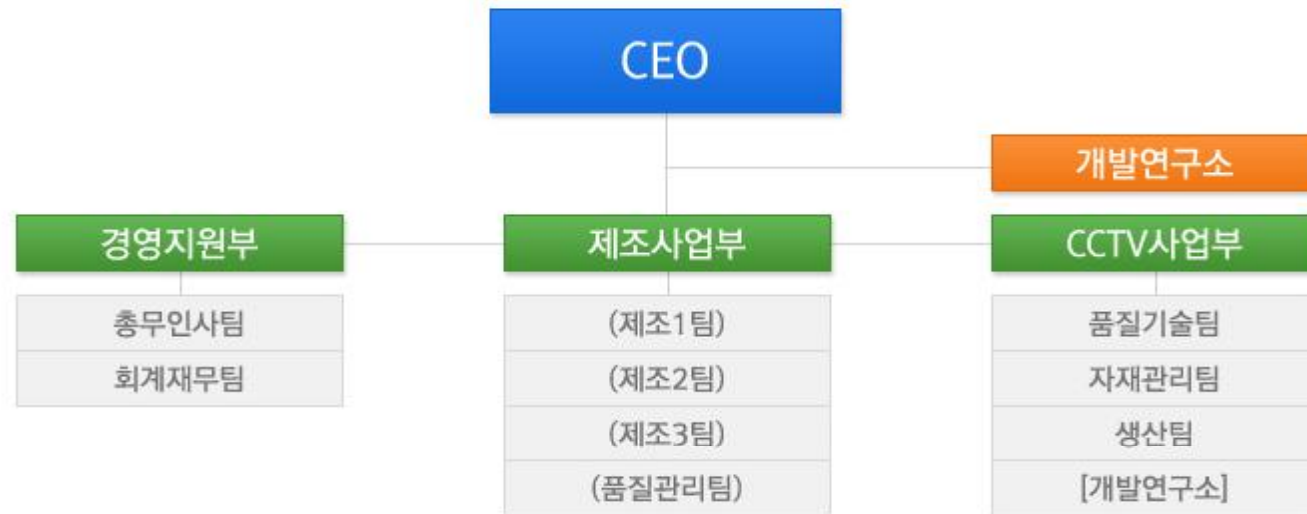 CEO
개발연구소
경영지원부
제조사업부
CCTV사업부
총무인사팀
(제조1팀)
품질기술팀
회계재무팀
(제조2팀)
자재관리팀
(제조3팀)
생산팀
(품질관리팀)
[개발연구소]